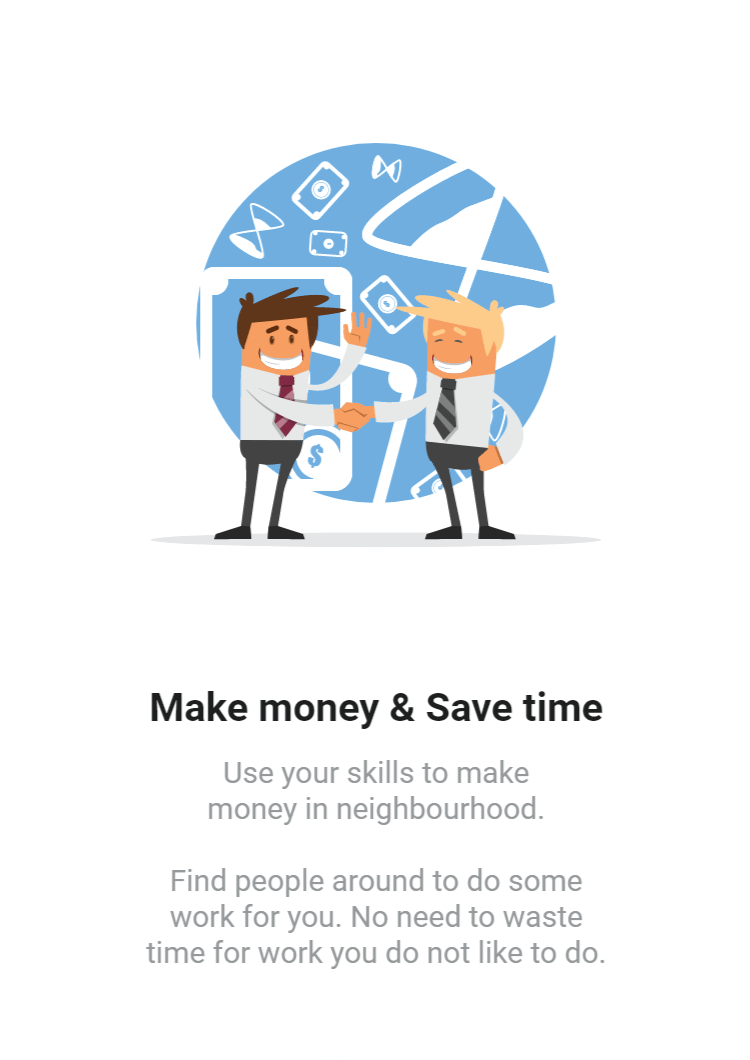 $
Make money & Save time
Use your skills to make
money in neighbourhood.
Find people around to do some
work for you. No need to waste
time for work you do not like to do.